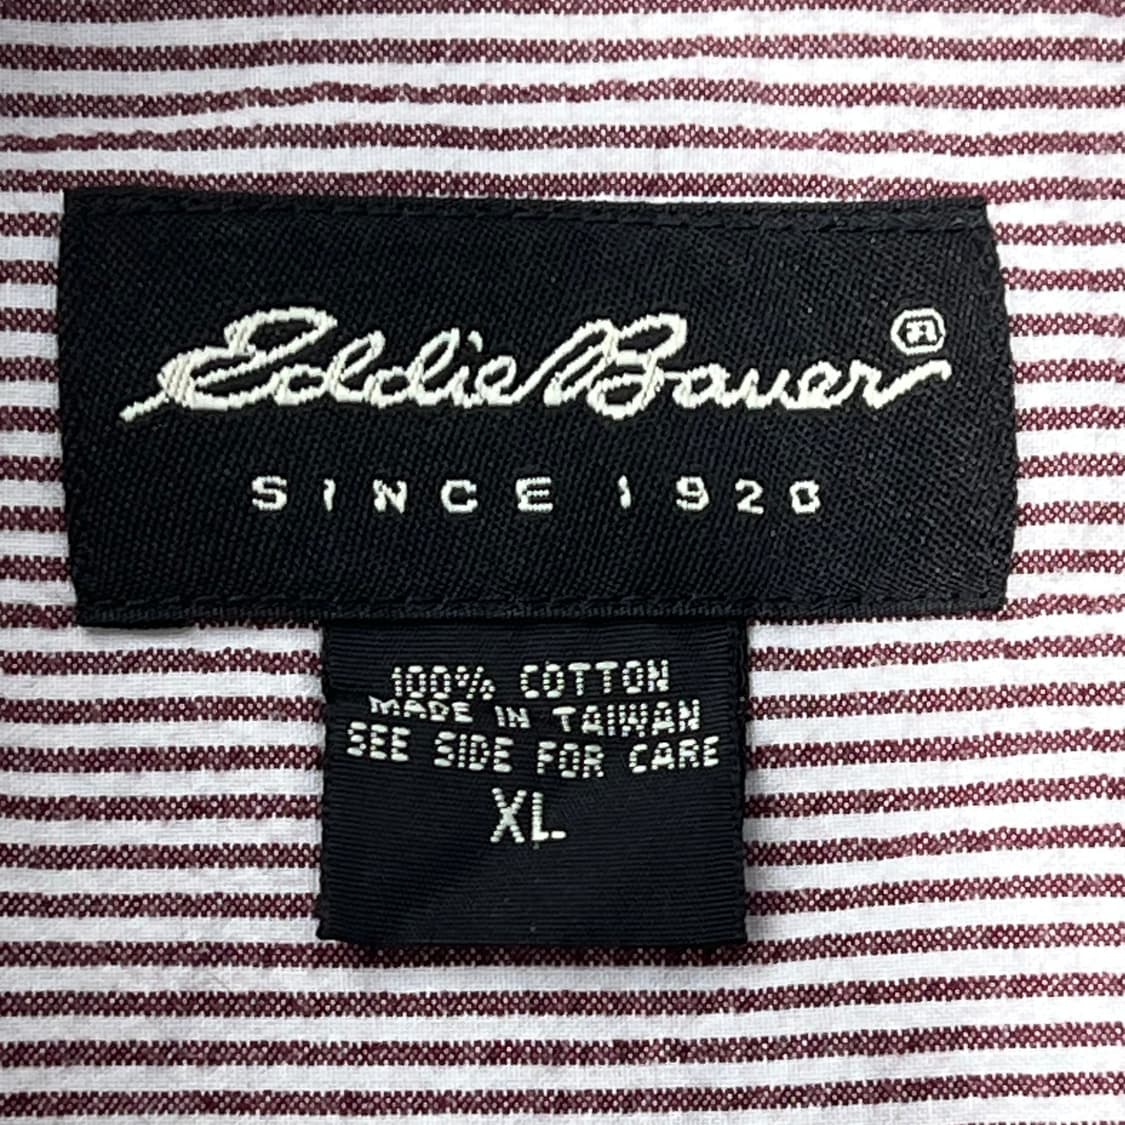 Eddie Bauer®
SINCE 1920
100% COTTON
MADE IN TAIWAN
SEE SIDE FOR CARE
XL